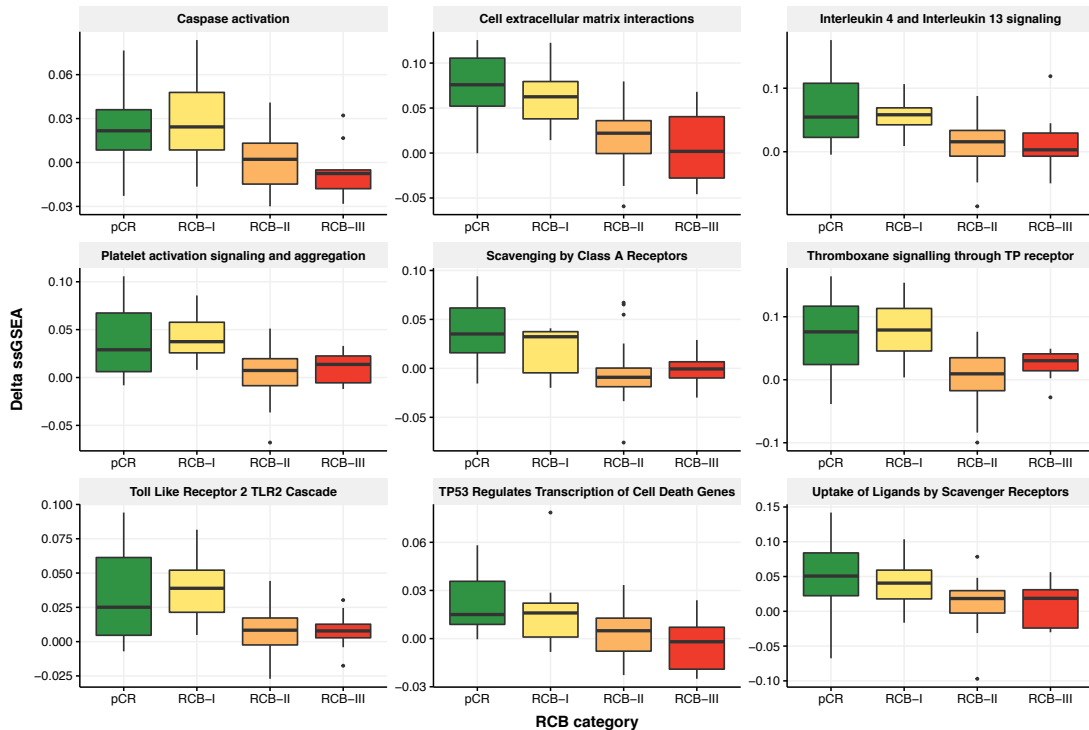 Caspase activation
Cell extracellular matrix interactions
Interleukin 4 and Interleukin 13 signaling
0.06
0.03
0.00
−0.03
0.10
0.05
0.00
−0.05
0.1
0.0
pCR RCB−I RCB−II RCB−III
pCR RCB−I RCB−II RCB−III
pCR RCB−I RCB−II RCB−III
Platelet activation signaling and aggregation
Scavenging by Class A Receptors
Thromboxane signalling through TP receptor
Delta ssGSEA
0.10
0.05
0.00
−0.05
0.10
0.05
0.00
−0.05
0.1
0.0
−0.1
pCR RCB−I RCB−II RCB−III
pCR RCB−I RCB−II RCB−III
pCR RCB−I RCB−II RCB−III
Toll Like Receptor 2 TLR2 Cascade
TP53 Regulates Transcription of Cell Death Genes
Uptake of Ligands by Scavenger Receptors
0.100
0.075
0.050
0.025
0.000
−0.025
0.06
0.03
0.00
−0.03
0.15
0.10
0.05
0.00
−0.05
−0.10
pCR RCB−I RCB−II RCB−III
pCR RCB−I RCB−II RCB−III
pCR RCB−I RCB−II RCB−III
RCB category